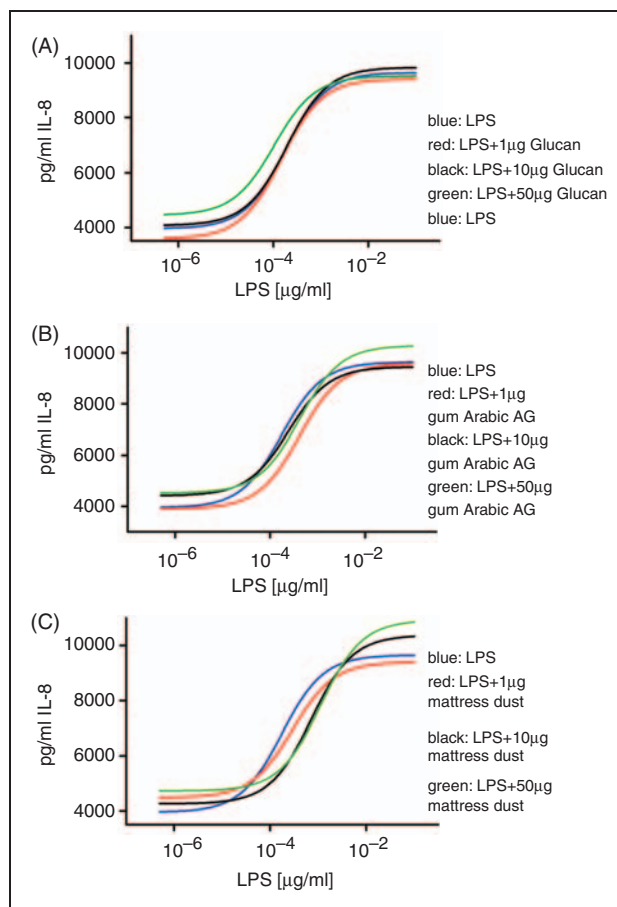 (A)
pg/ml IL-8
10000
8000
6000
4000
10⁻⁶
10⁻⁴
10⁻²
LPS [µg/ml]
blue: LPS
red: LPS+1µg Glucan
black: LPS+10µg Glucan
green: LPS+50µg Glucan
blue: LPS
(B)
pg/ml IL-8
10000
8000
6000
4000
10⁻⁶
10⁻⁴
10⁻²
LPS [µg/ml]
blue: LPS
red: LPS+1µg
gum Arabic AG
black: LPS+10µg
gum Arabic AG
green: LPS+50µg
gum Arabic AG
(C)
pg/ml IL-8
10000
8000
6000
4000
10⁻⁶
10⁻⁴
10⁻²
LPS [µg/ml]
blue: LPS
red: LPS+1µg
mattress dust
black: LPS+10µg
mattress dust
green: LPS+50µg
mattress dust